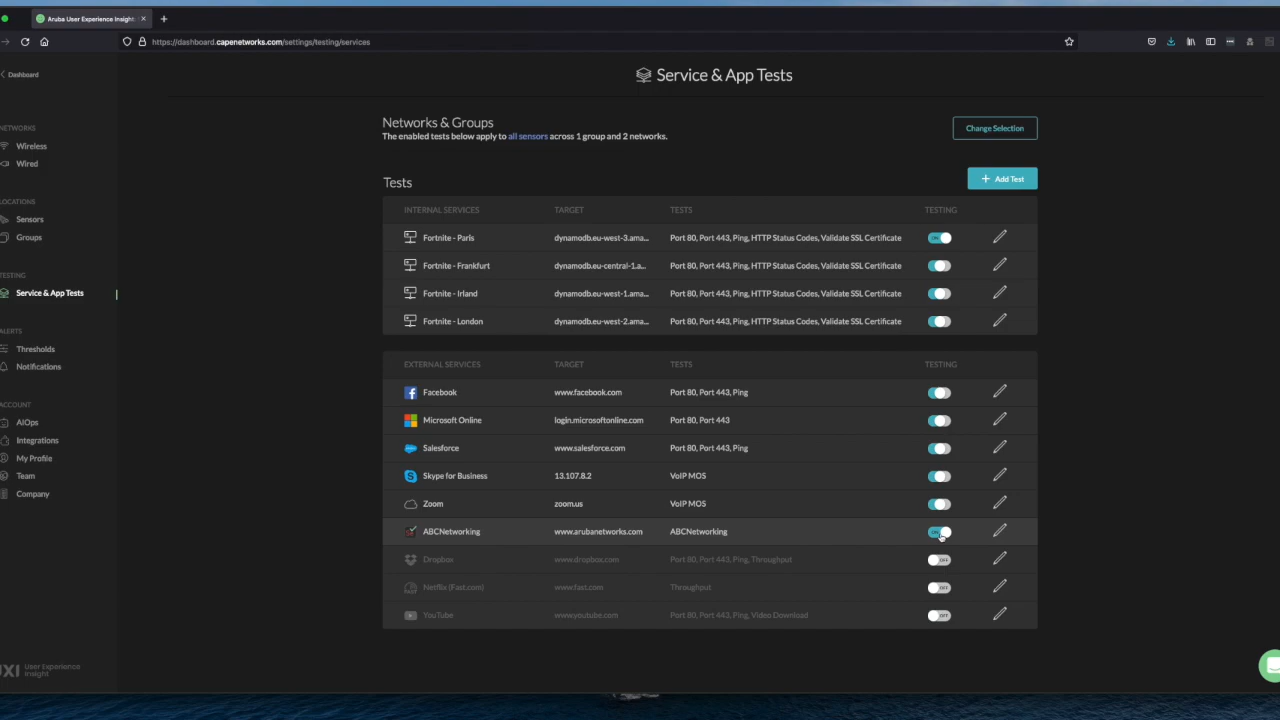 Aruba User Experience Insight
https://dashboard.capenetworks.com/settings/testing/services
Dashboard
Service & App Tests
Networks & Groups
The enabled tests below apply to all sensors across 1 group and 2 networks.
Change Selection
NETWORKS
Wireless
Wired
LOCATIONS
Sensors
Groups
TESTING
Service & App Tests
ALERTS
Thresholds
Notifications
ACCOUNT
AIOps
Integrations
My Profile
Team
Company
UXI User Experience
Insight
Tests
+ Add Test
INTERNAL SERVICES TARGET TESTS TESTING
Fortnite - Paris dynamodb.eu-west-3.ama... Port 80, Port 443, Ping, HTTP Status Codes, Validate SSL Certificate ON
Fortnite - Frankfurt dynamodb.eu-central-1.a... Port 80, Port 443, Ping, HTTP Status Codes, Validate SSL Certificate
Fortnite - Irland dynamodb.eu-west-1.ama... Port 80, Port 443, Ping, HTTP Status Codes, Validate SSL Certificate
Fortnite - London dynamodb.eu-west-2.ama... Port 80, Port 443, Ping, HTTP Status Codes, Validate SSL Certificate
EXTERNAL SERVICES TARGET TESTS TESTING
Facebook www.facebook.com Port 80, Port 443, Ping
Microsoft Online login.microsoftonline.com Port 80, Port 443
Salesforce www.salesforce.com Port 80, Port 443, Ping
Skype for Business 13.107.8.2 VoIP MOS
Zoom zoom.us VoIP MOS
ABCNetworking www.arubanetworks.com ABCNetworking ON
Dropbox www.dropbox.com Port 80, Port 443, Ping, Throughput OFF
Netflix (Fast.com) www.fast.com Throughput OFF
YouTube www.youtube.com Port 80, Port 443, Ping, Video Download OFF